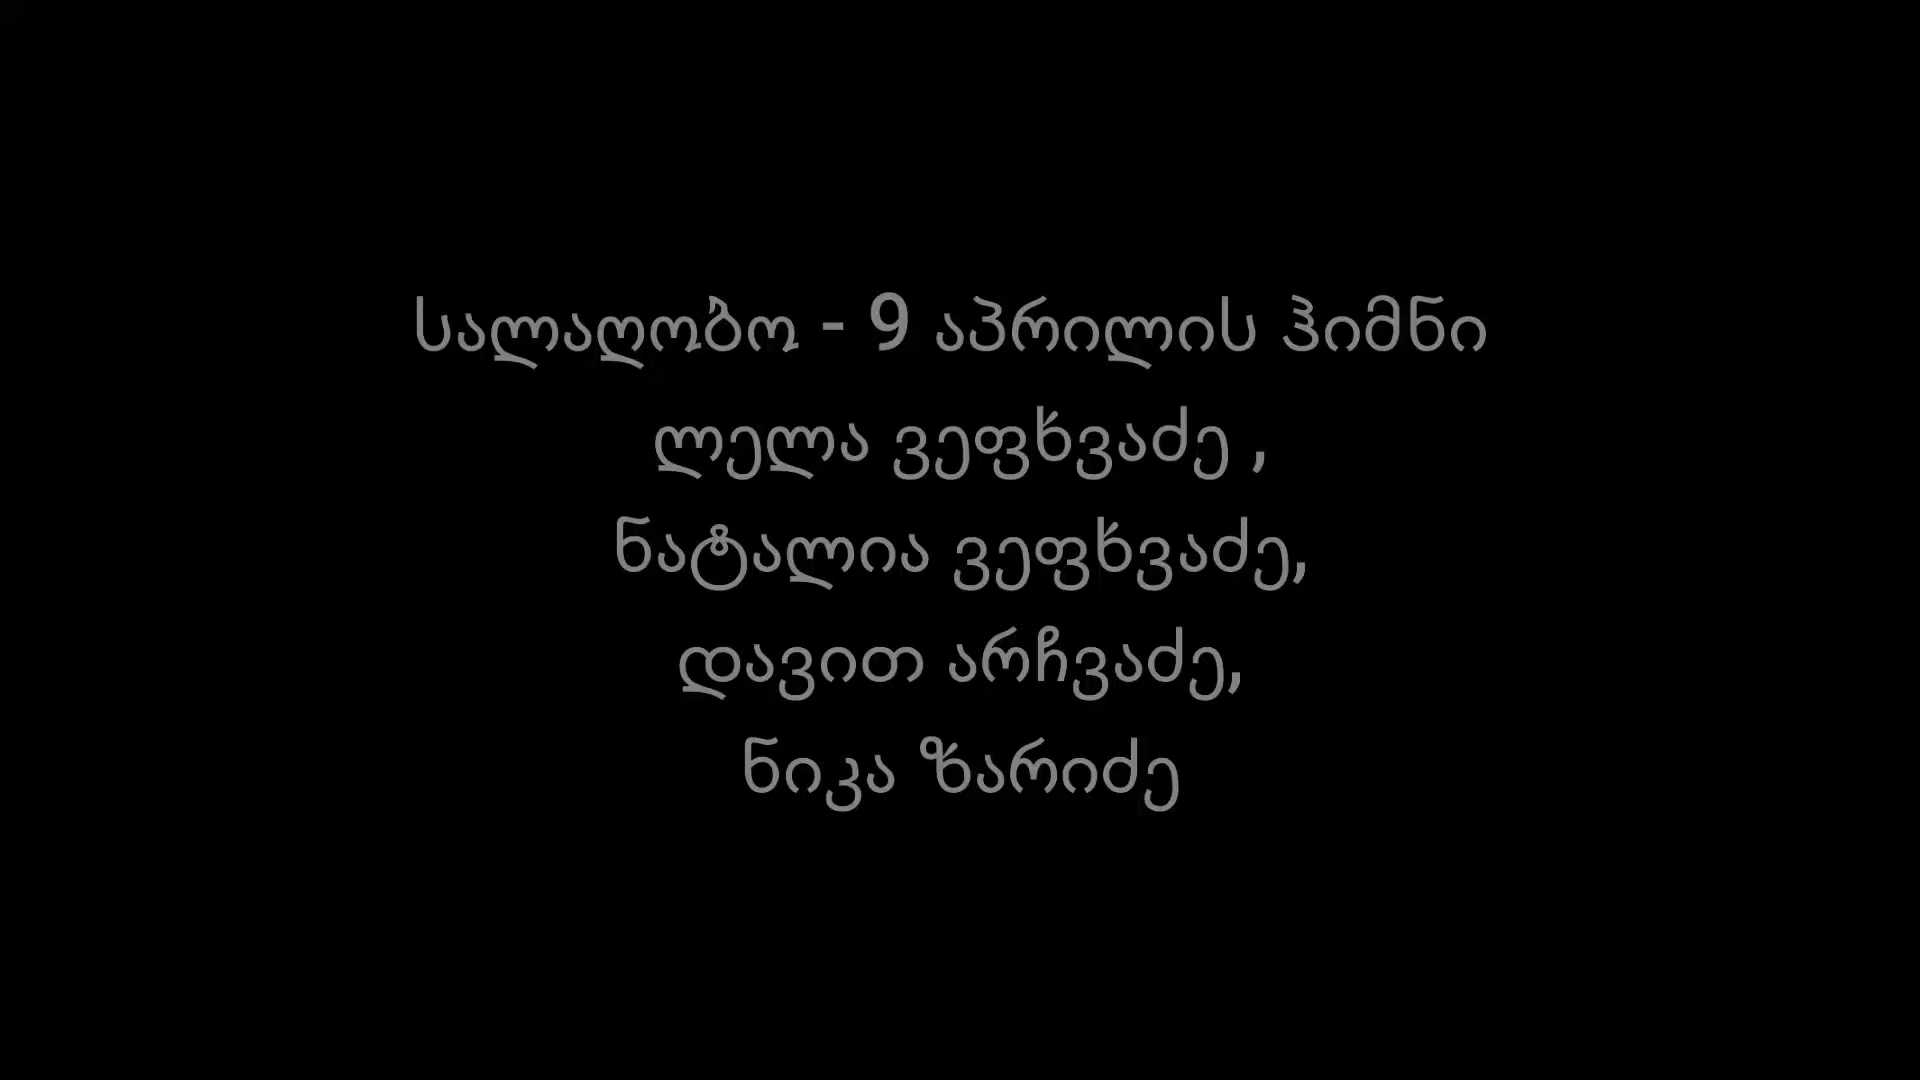 სალაღობო - 9 აპრილის ჰიმნი
ლელა ვეფხვაძე ,
ნატალია ვეფხვაძე,
დავით არჩვაძე,
ნიკა ზარიძე